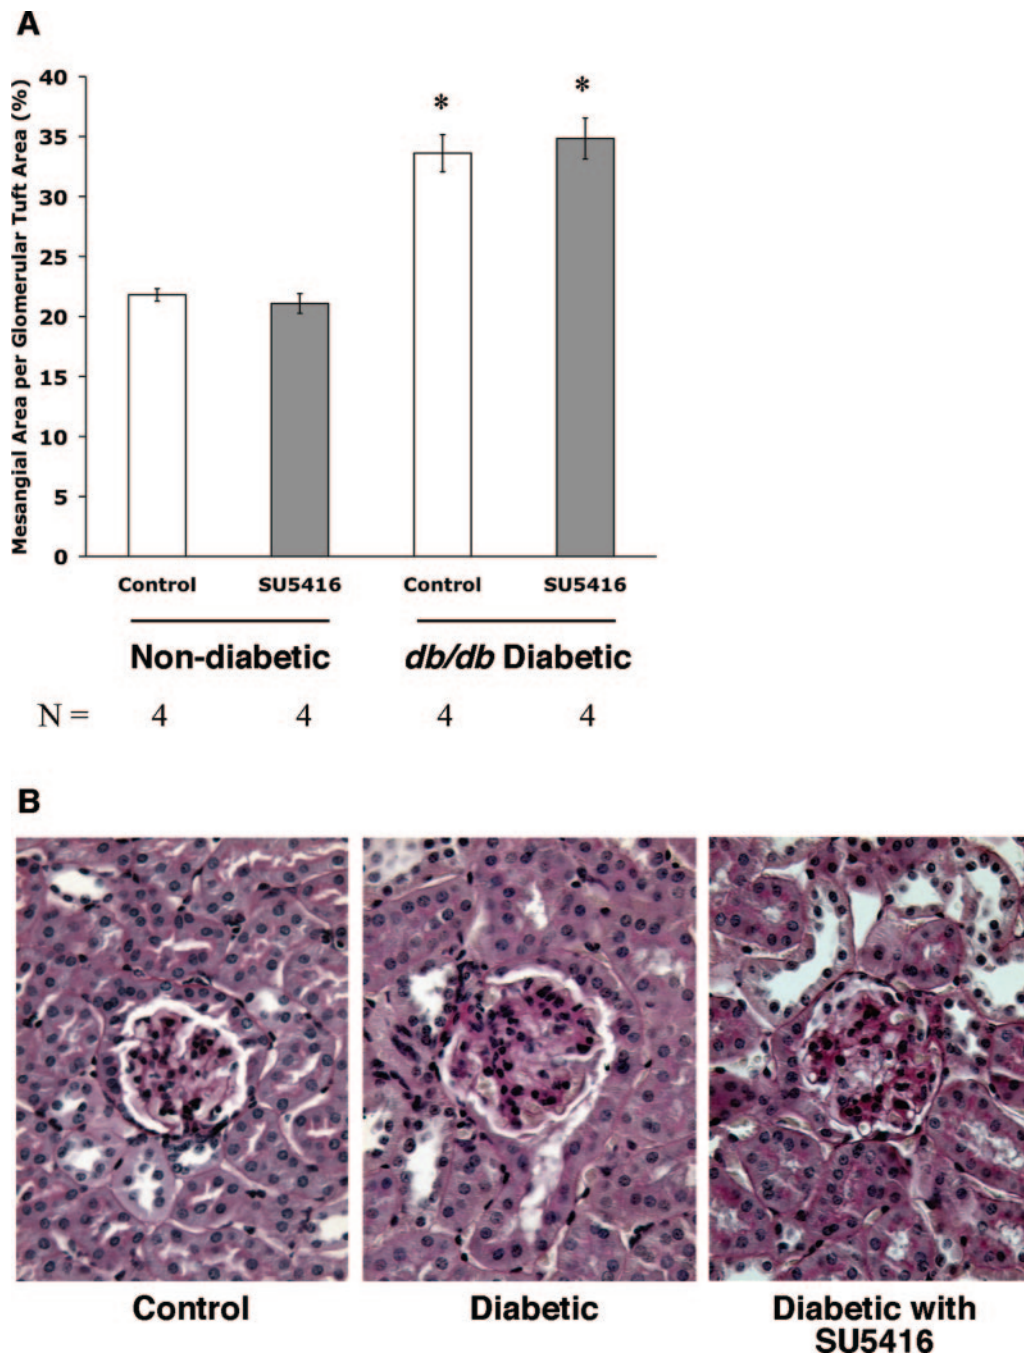 A
Mesangial Area per Glomerular Tuft Area (%)
40
35
30
25
20
15
10
5
0
*
*
Control SU5416 Control SU5416
Non-diabetic db/db Diabetic
N = 4 4 4 4
B
Control Diabetic Diabetic with
SU5416